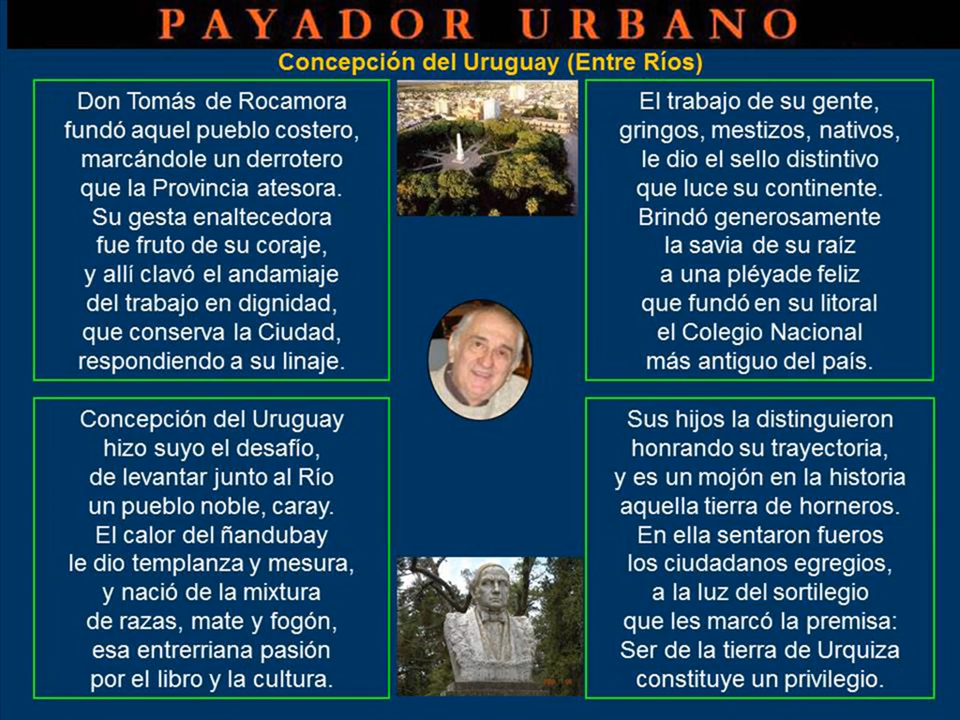 PAYADOR URBANO
Concepción del Uruguay (Entre Ríos)
Don Tomás de Rocamora
fundó aquel pueblo costero,
marcándole un derrotero
que la Provincia atesora.
Su gesta enaltecedora
fue fruto de su coraje,
y allí clavó el andamiaje
del trabajo en dignidad,
que conserva la Ciudad,
respondiendo a su linaje.
El trabajo de su gente,
gringos, mestizos, nativos,
le dio el sello distintivo
que luce su continente.
Brindó generosamente
la savia de su raíz
a una pléyade feliz
que fundó en su litoral
el Colegio Nacional
más antiguo del país.
Concepción del Uruguay
hizo suyo el desafío,
de levantar junto al Río
un pueblo noble, caray.
El calor del ñandubay
le dio templanza y mesura,
y nació de la mixtura
de razas, mate y fogón,
esa entrerriana pasión
por el libro y la cultura.
Sus hijos la distinguieron
honrando su trayectoria,
y es un mojón en la historia
aquella tierra de horneros.
En ella sentaron fueros
los ciudadanos egregios,
a la luz del sortilegio
que les marcó la premisa:
Ser de la tierra de Urquiza
constituye un privilegio.